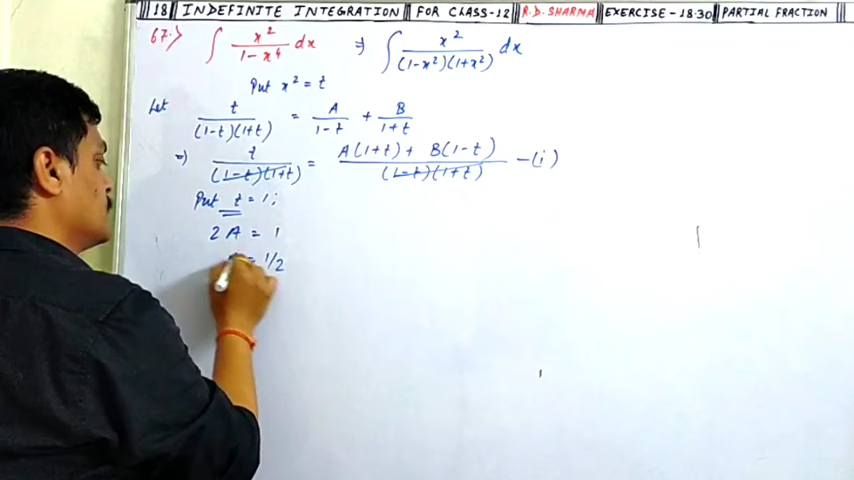 18 INDEFINITE INTEGRATION FOR CLASS-12 R.D. SHARMA EXERCISE-18.30 PARTIAL FRACTION
67.> ∫ x²/(1-x⁴) dx ⇒ ∫ x²/((1-x²)(1+x²)) dx
Put x² = t
Let t/((1-t)(1+t)) = A/(1-t) + B/(1+t)
⇒ t/((1-t)(1+t)) = (A(1+t) + B(1-t))/((1-t)(1+t)) -(i)
Put t = 1;
2A = 1
= 1/2